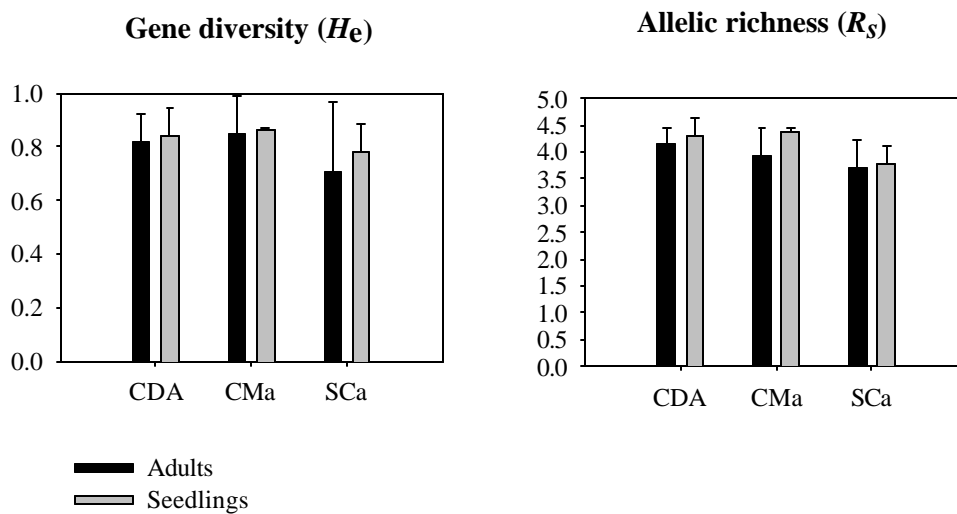 Gene diversity (He)
1.0
0.8
0.6
0.4
0.2
0.0
CDA CMa SCa
Allelic richness (Rs)
5.0
4.5
4.0
3.5
3.0
2.5
2.0
1.5
1.0
0.5
0.0
CDA CMa SCa
Adults
Seedlings